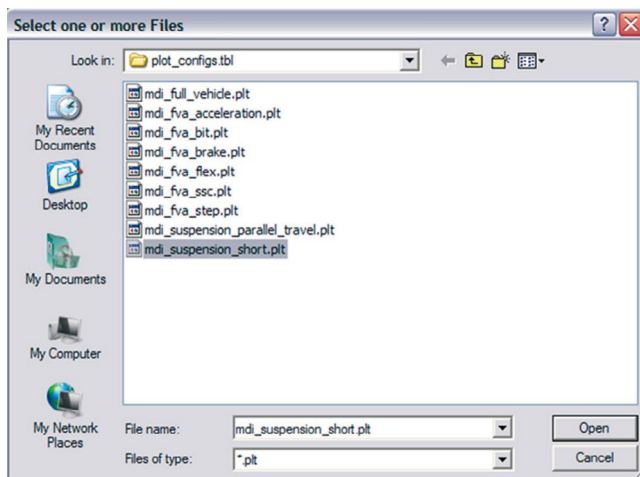 Select one or more Files
Look in: plot_configs.tbl
My Recent
Documents
Desktop
My Documents
My Computer
My Network
Places
mdi_full_vehicle.plt
mdi_fva_acceleration.plt
mdi_fva_bit.plt
mdi_fva_brake.plt
mdi_fva_flex.plt
mdi_fva_ssc.plt
mdi_fva_step.plt
mdi_suspension_parallel_travel.plt
mdi_suspension_short.plt
File name: mdi_suspension_short.plt Open
Files of type: *.plt Cancel